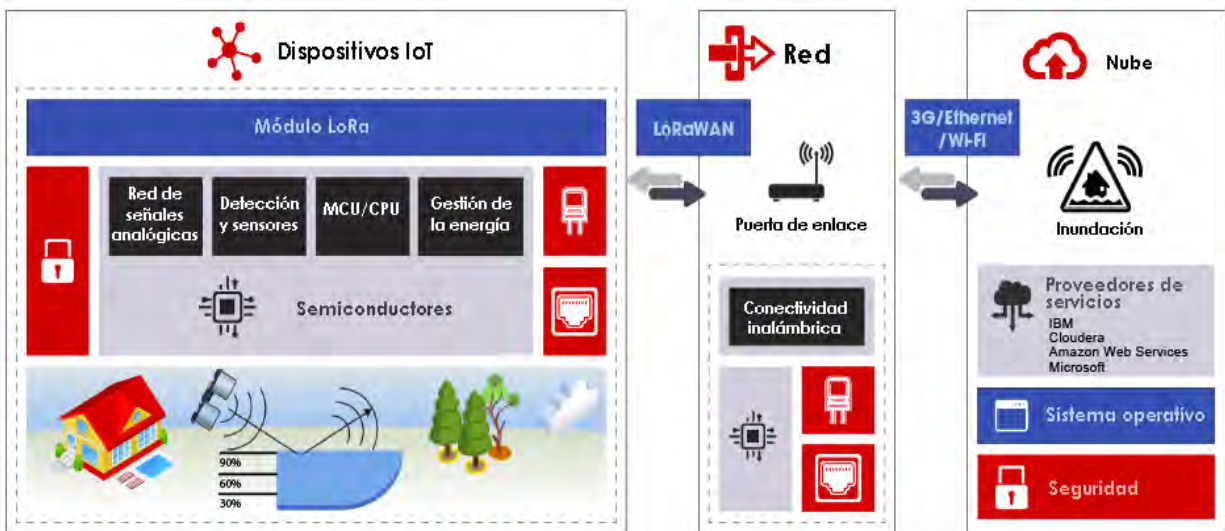 Dispositivos IoT
Módulo LoRa
Red de
señales
analógicas
Detección
y sensores
MCU/CPU
Gestión de
la energía
Semiconductores
90%
60%
30%
LoRaWAN
Red
Puerta de enlace
Conectividad
inalámbrica
3G/Ethernet
/Wi-Fi
Nube
Inundación
Proveedores de
servicios
IBM
Cloudera
Amazon Web Services
Microsoft
Sistema operativo
Seguridad